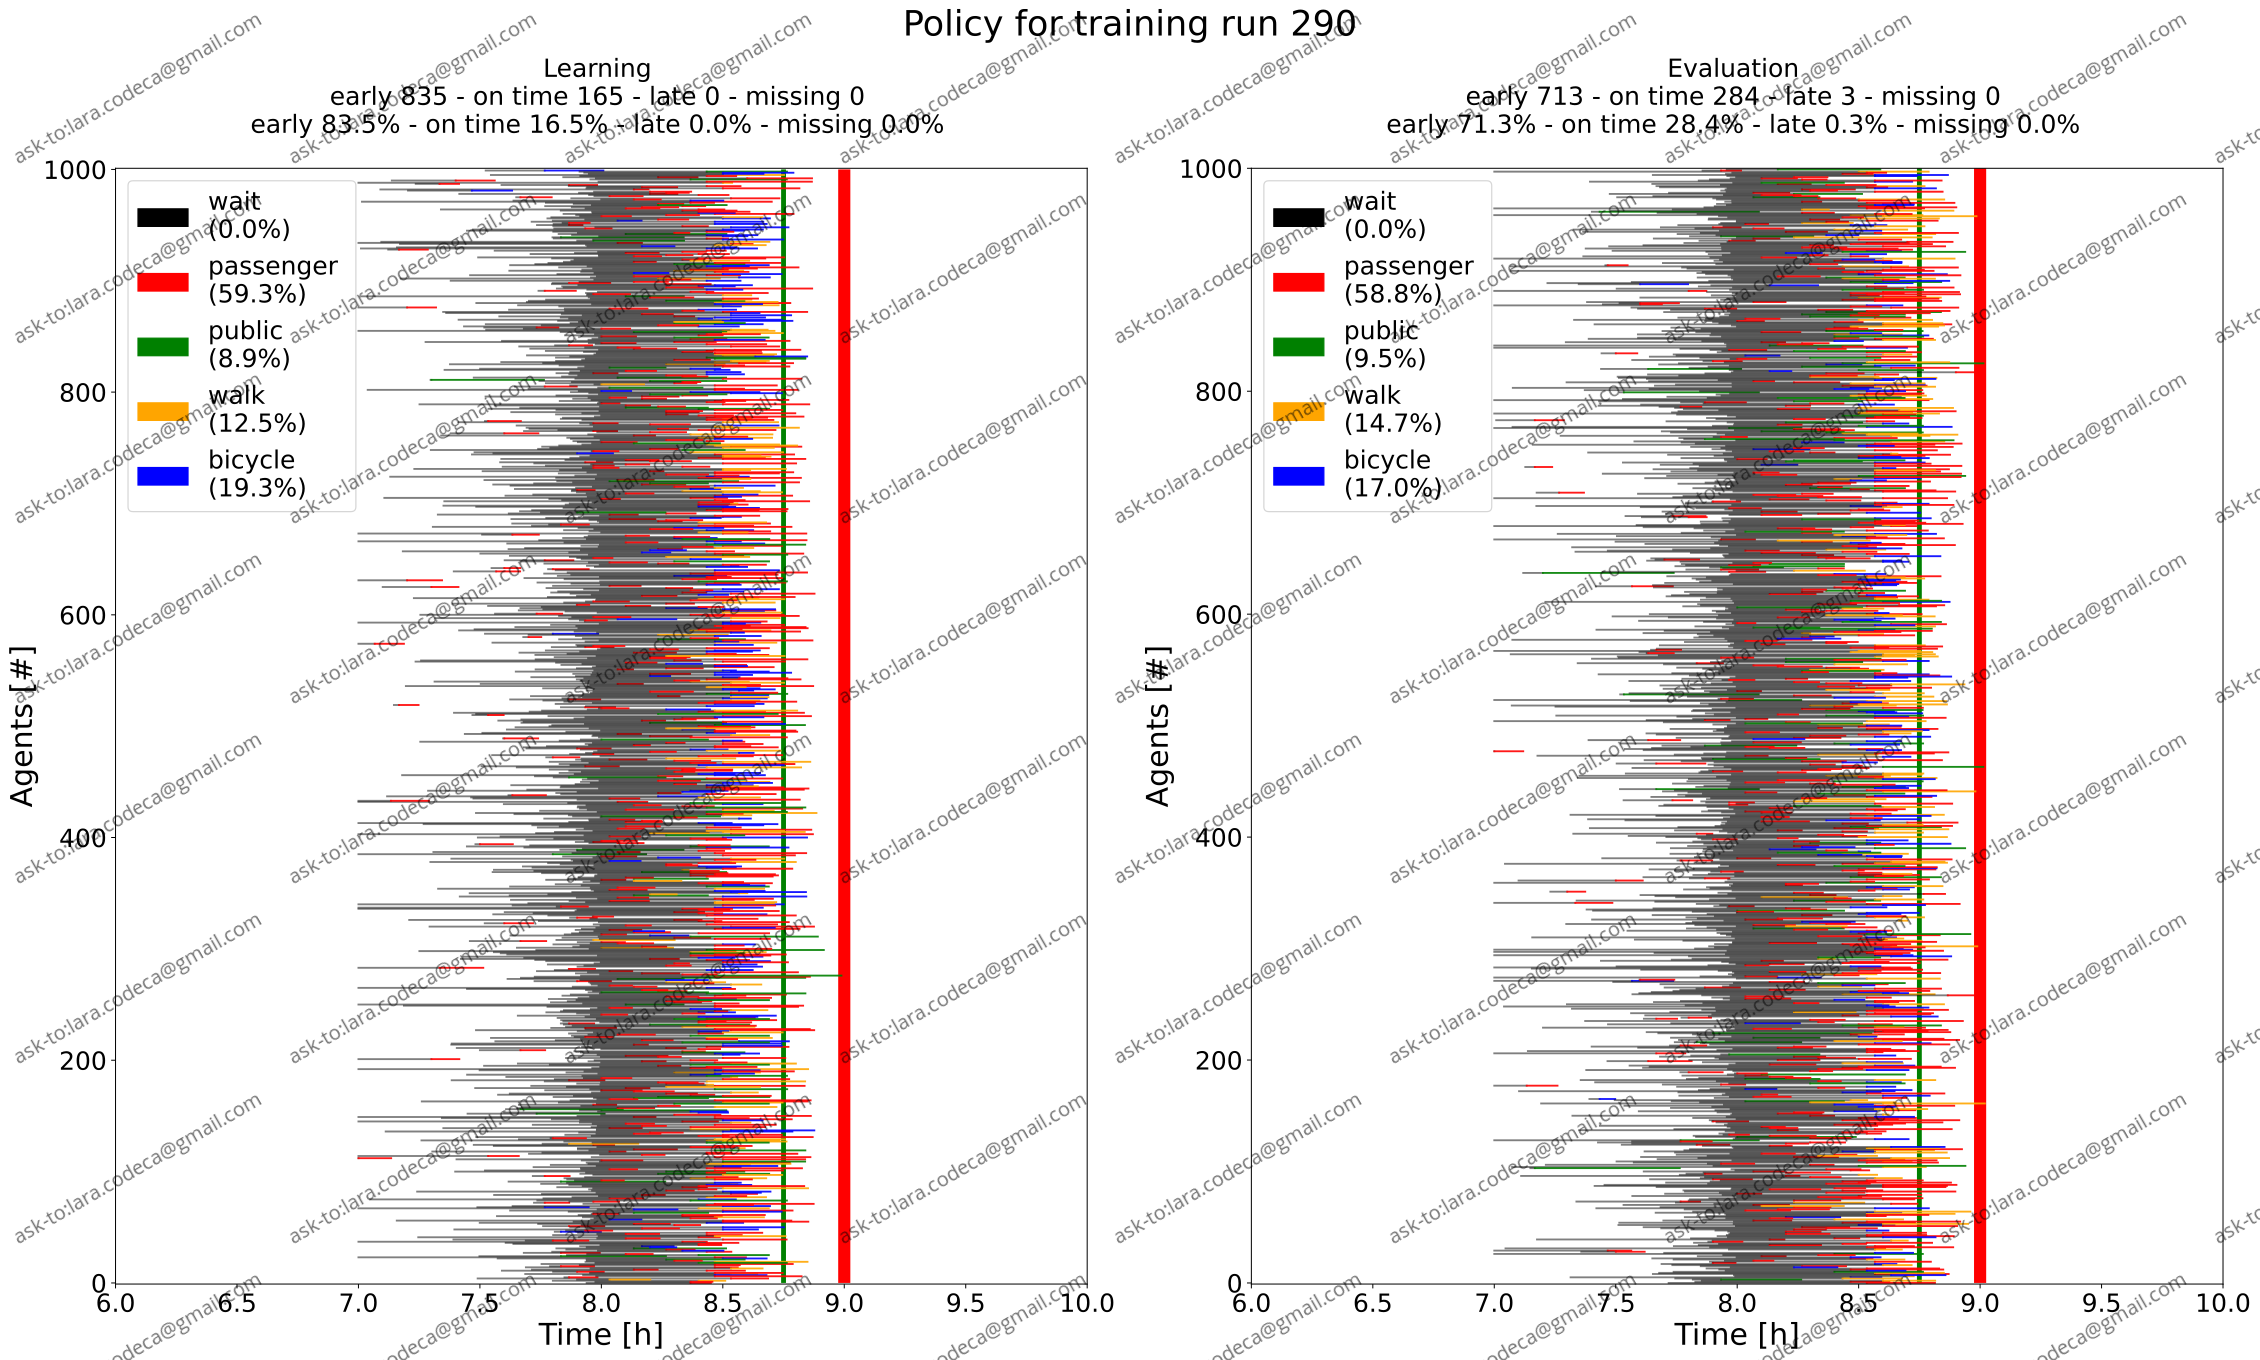 Policy for training run 290
Learning
early 835 - on time 165 - late 0 - missing 0
early 83.5% - on time 16.5% - late 0.0% - missing 0.0%
1000
800
600
400
200
0
Agents [#]
wait
(0.0%)
passenger
(59.3%)
public
(8.9%)
walk
(12.5%)
bicycle
(19.3%)
6.0 6.5 7.0 7.5 8.0 8.5 9.0 9.5 10.0
Time [h]
Evaluation
early 713 - on time 284 - late 3 - missing 0
early 71.3% - on time 28.4% - late 0.3% - missing 0.0%
1000
800
600
400
200
0
Agents [#]
wait
(0.0%)
passenger
(58.8%)
public
(9.5%)
walk
(14.7%)
bicycle
(17.0%)
6.0 6.5 7.0 7.5 8.0 8.5 9.0 9.5 10.0
Time [h]
ask-to:lara.codeca@gmail.com